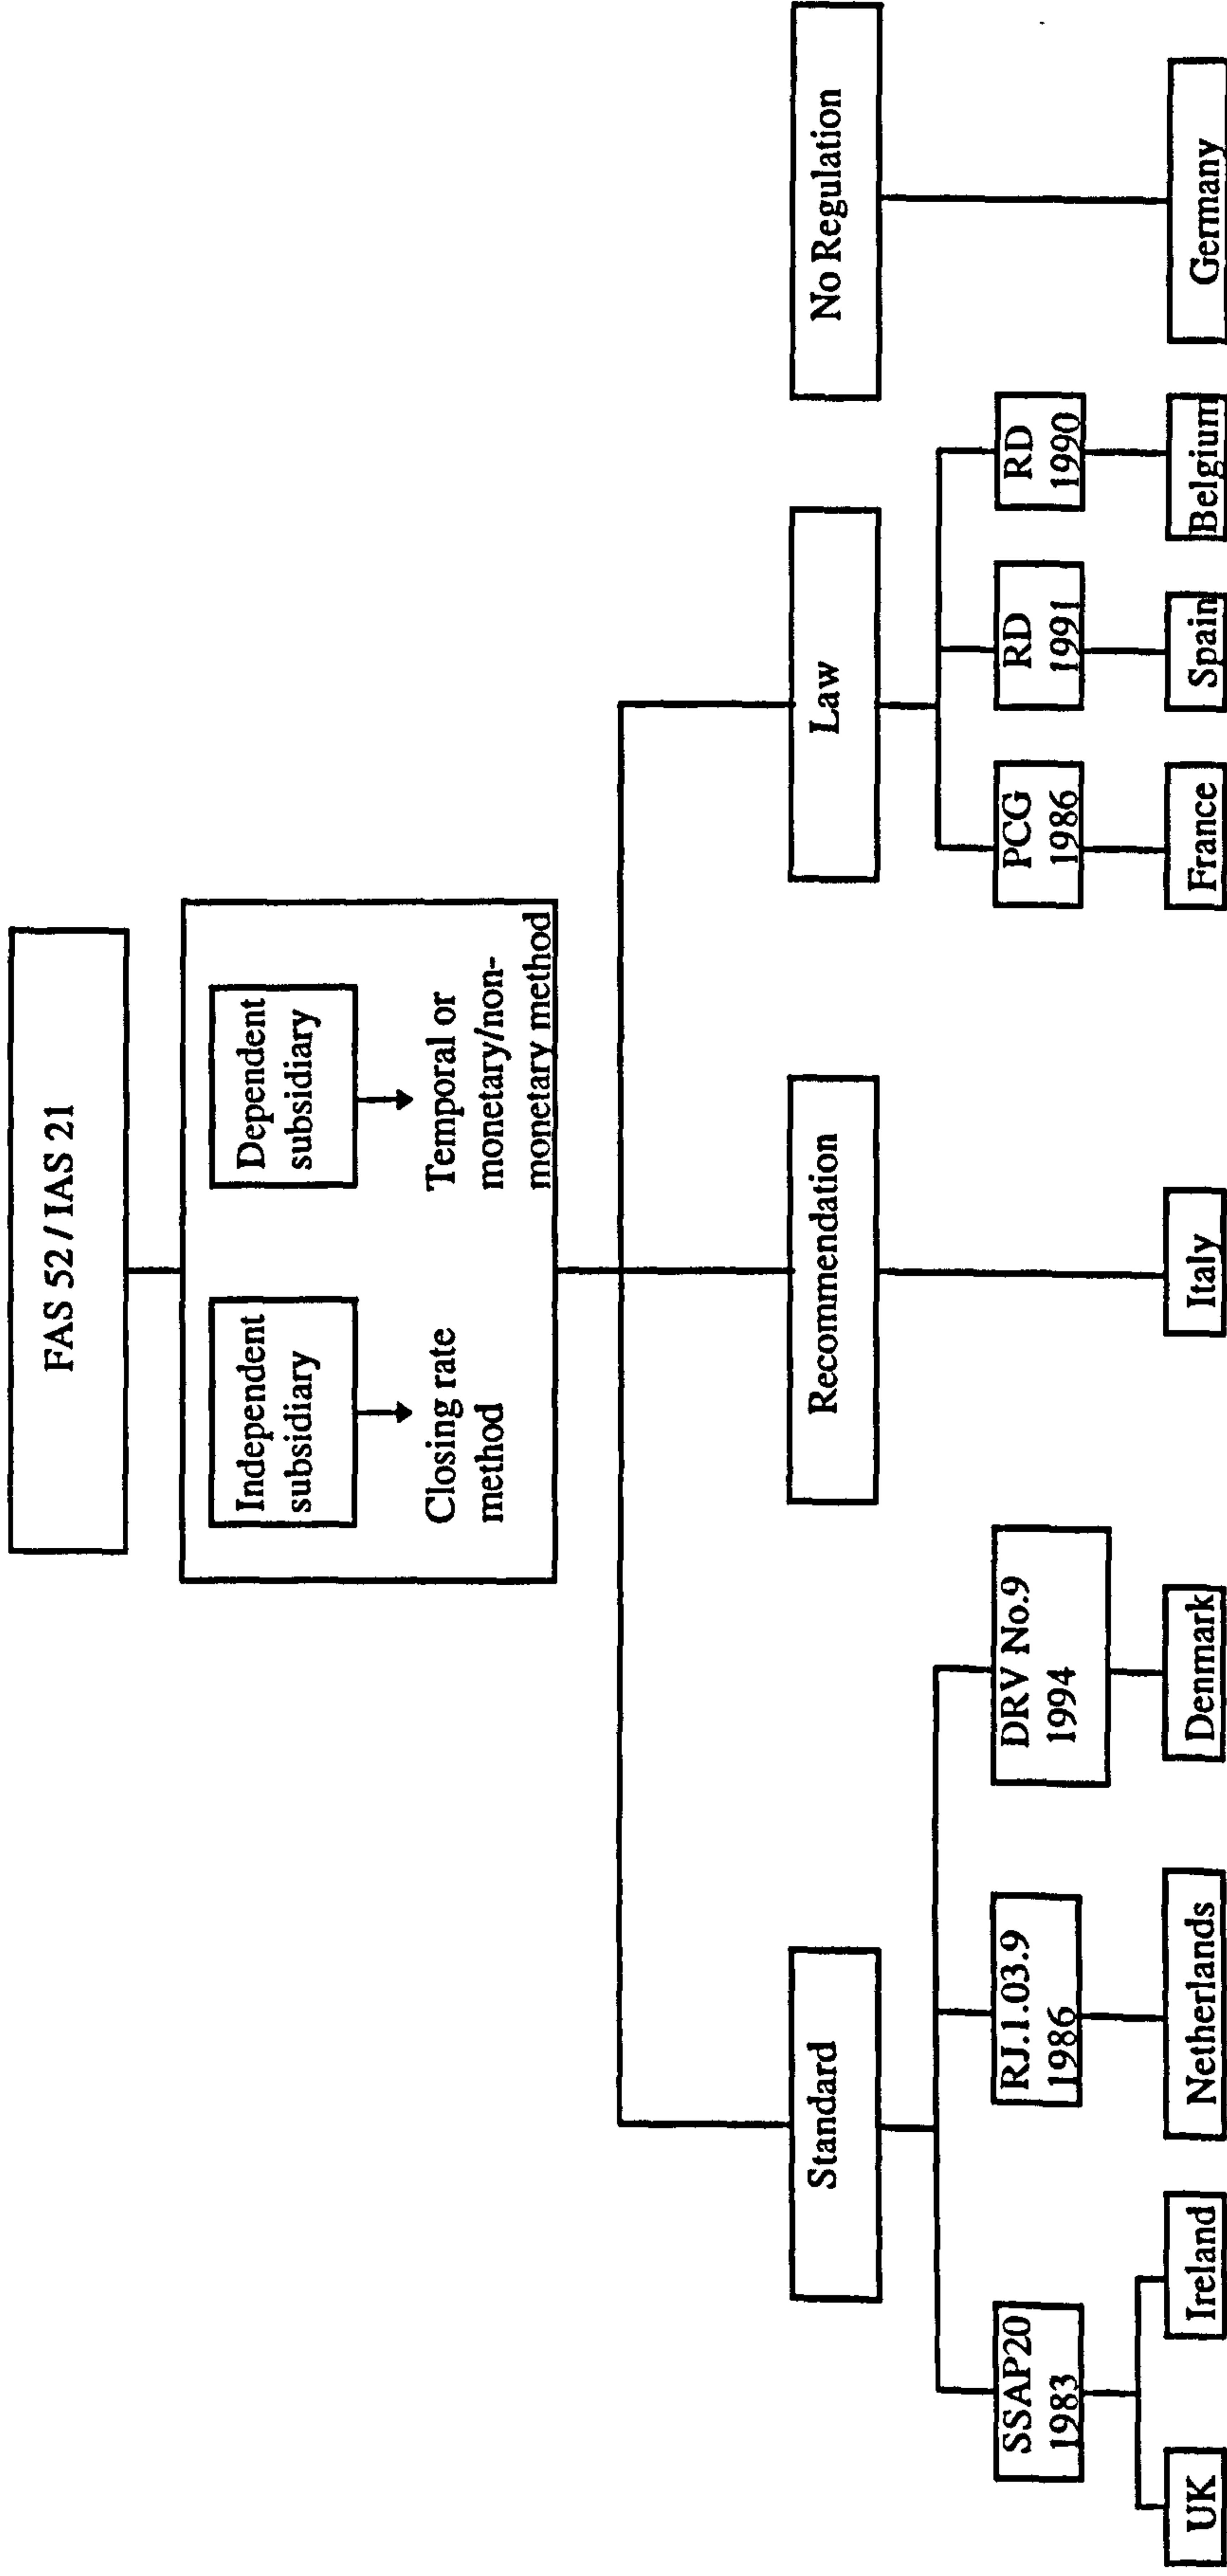 FAS 52 / IAS 21
Independent
subsidiary
Dependent
subsidiary
Closing rate
method
Temporal or
monetary/non-
monetary method
Standard
Recommendation
Law
No Regulation
SSAP20
1983
RJ.1.03.9
1986
DRV No.9
1994
PCG
1986
RD
1991
RD
1990
UK
Ireland
Netherlands
Denmark
Italy
France
Spain
Belgium
Germany